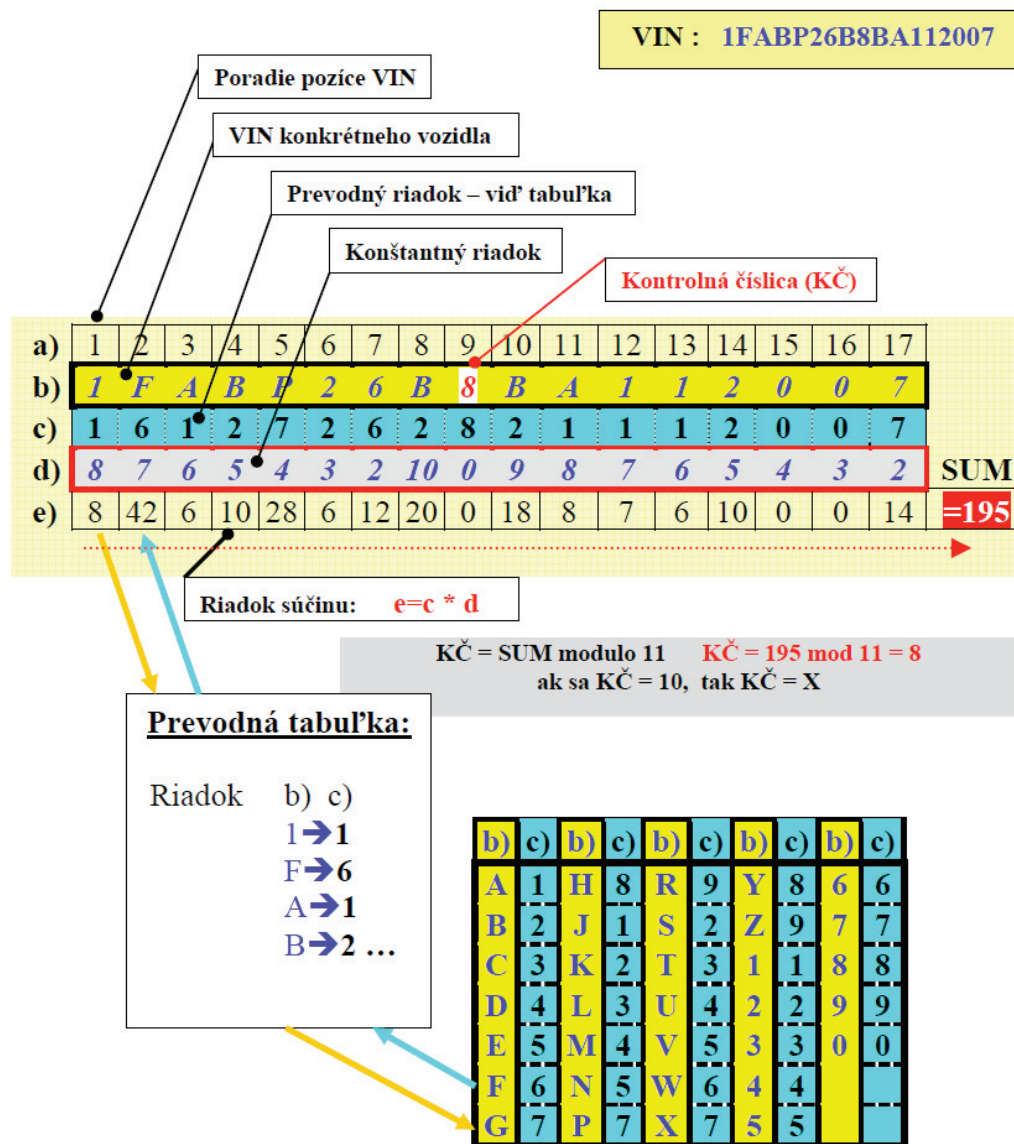 VIN : 1FABP26B8BA112007
Poradie pozíce VIN
VIN konkrétneho vozidla
Prevodný riadok – viď tabuľka
Konštantný riadok
Kontrolná číslica (KČ)
a) 1 2 3 4 5 6 7 8 9 10 11 12 13 14 15 16 17
b) 1 F A B P 2 6 B 8 B A 1 1 2 0 0 7
c) 1 6 1 2 7 2 6 2 8 2 1 1 1 2 0 0 7
d) 8 7 6 5 4 3 2 10 0 9 8 7 6 5 4 3 2 SUM
e) 8 42 6 10 28 6 12 20 0 18 8 7 6 10 0 0 14 =195
Riadok súčinu: e=c * d
KČ = SUM modulo 11 KČ = 195 mod 11 = 8
ak sa KČ = 10, tak KČ = X
Prevodná tabuľka:
Riadok b) c)
1➔1
F➔6
A➔1
B➔2 ...
b) c) b) c) b) c) b) c) b) c)
A 1 H 8 R 9 Y 8 6 6
B 2 J 1 S 2 Z 9 7 7
C 3 K 2 T 3 1 1 8 8
D 4 L 3 U 4 2 2 9 9
E 5 M 4 V 5 3 3 0 0
F 6 N 5 W 6 4 4
G 7 P 7 X 7 5 5